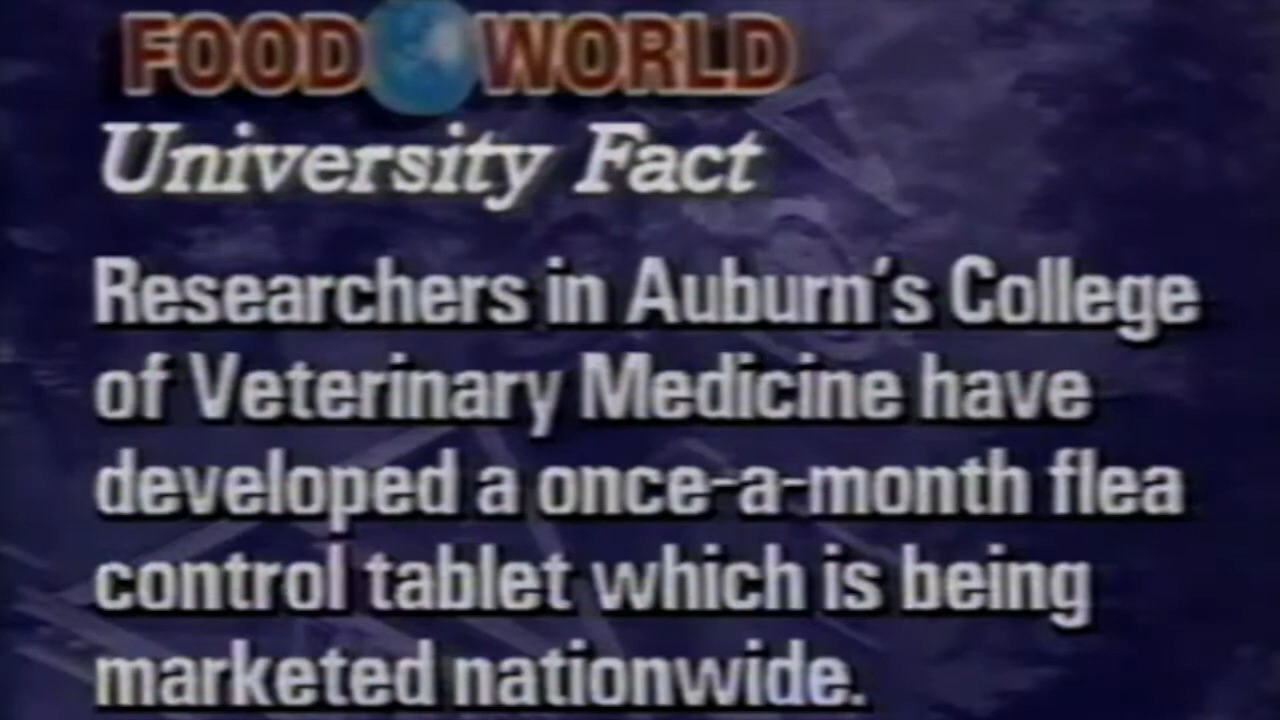 FOOD WORLD
University Fact
Researchers in Auburn's College
of Veterinary Medicine have
developed a once-a-month flea
control tablet which is being
marketed nationwide.